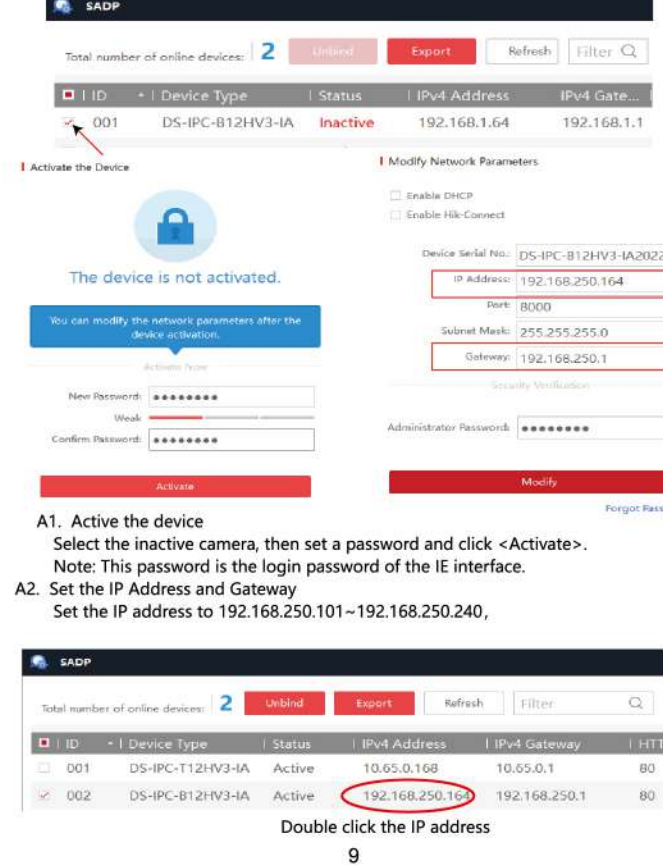 SADP
Total number of online devices: 2 Unbind Export Refresh Filter
ID Device Type Status IPv4 Address IPv4 Gate...
001 DS-IPC-B12HV3-IA Inactive 192.168.1.64 192.168.1.1
Activate the Device
The device is not activated.
You can modify the network parameters after the
device activation.
Activate Now
New Password:
Weak
Confirm Password:
Activate
Modify Network Parameters
Enable DHCP
Enable Hik-Connect
Device Serial No.: DS-IPC-B12HV3-IA2022
IP Address: 192.168.250.164
Port: 8000
Subnet Mask: 255.255.255.0
Gateway: 192.168.250.1
Security Verification
Administrator Password:
Modify
Forgot Pass
A1. Active the device
Select the inactive camera, then set a password and click <Activate>.
Note: This password is the login password of the IE interface.
A2. Set the IP Address and Gateway
Set the IP address to 192.168.250.101~192.168.250.240,
SADP
Total number of online devices: 2 Unbind Export Refresh Filter
ID Device Type Status IPv4 Address IPv4 Gateway HTT
001 DS-IPC-T12HV3-IA Active 10.65.0.168 10.65.0.1 80
002 DS-IPC-B12HV3-IA Active 192.168.250.164 192.168.250.1 80
Double click the IP address
9